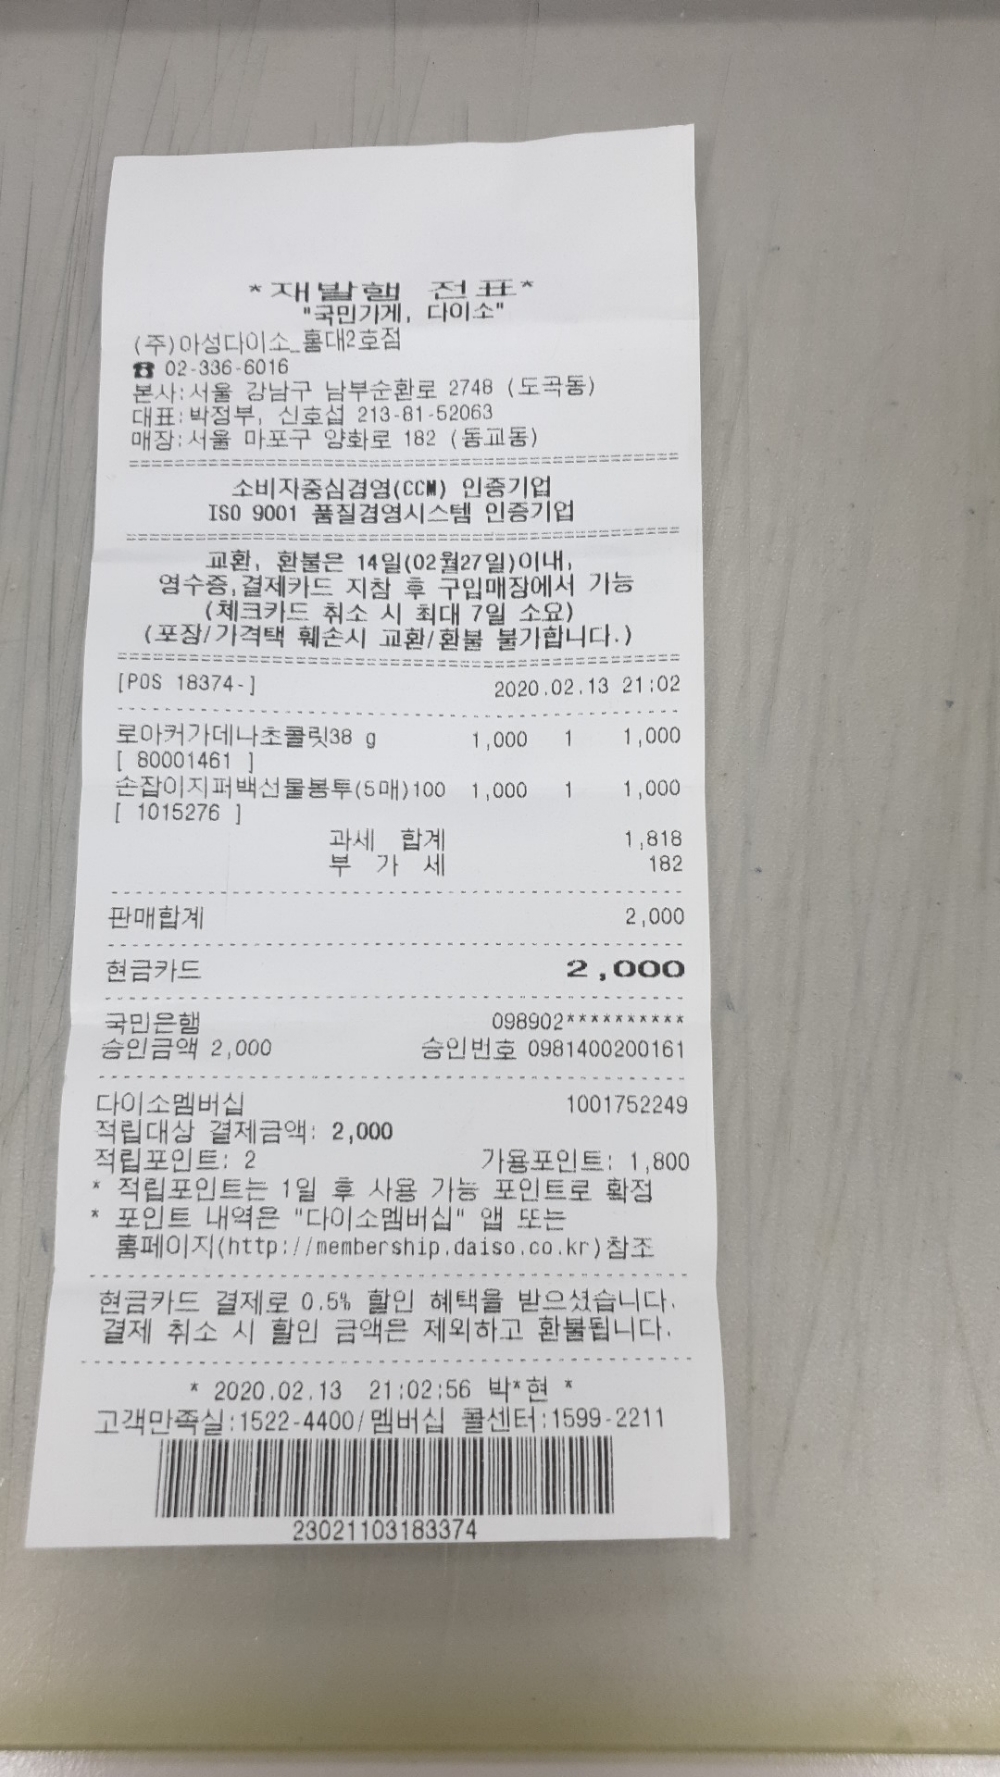 *재발행 전표*
"국민가게, 다이소"
(주)아성다이소_홍대2호점
☎ 02-336-6016
본사:서울 강남구 남부순환로 2748 (도곡동)
대표:박정부, 신호섭 213-81-52063
매장:서울 마포구 양화로 182 (동교동)
================================================
소비자중심경영(CCM) 인증기업
ISO 9001 품질경영시스템 인증기업
================================================
교환, 환불은 14일(02월27일)이내,
영수증,결제카드 지참 후 구입매장에서 가능
(체크카드 취소 시 최대 7일 소요)
(포장/가격택 훼손시 교환/환불 불가합니다.)
================================================
[POS 18374-] 2020.02.13 21:02
------------------------------------------------
로아커가데나초콜릿38 g 1,000 1 1,000
[ 80001461 ]
손잡이지퍼백선물봉투(5매)100 1,000 1 1,000
[ 1015276 ]
과세 합계 1,818
부 가 세 182
------------------------------------------------
판매합계 2,000
------------------------------------------------
현금카드 2,000
------------------------------------------------
국민은행 098902**********
승인금액 2,000 승인번호 0981400200161
------------------------------------------------
다이소멤버십 1001752249
적립대상 결제금액: 2,000
적립포인트: 2 가용포인트: 1,800
* 적립포인트는 1일 후 사용 가능 포인트로 확정
* 포인트 내역은 "다이소멤버십" 앱 또는
홈페이지(http://membership.daiso.co.kr)참조
------------------------------------------------
현금카드 결제로 0.5% 할인 혜택을 받으셨습니다.
결제 취소 시 할인 금액은 제외하고 환불됩니다.
------------------------------------------------
* 2020.02.13 21:02:56 박*현 *
고객만족실:1522-4400/멤버십 콜센터:1599-2211
23021103183374